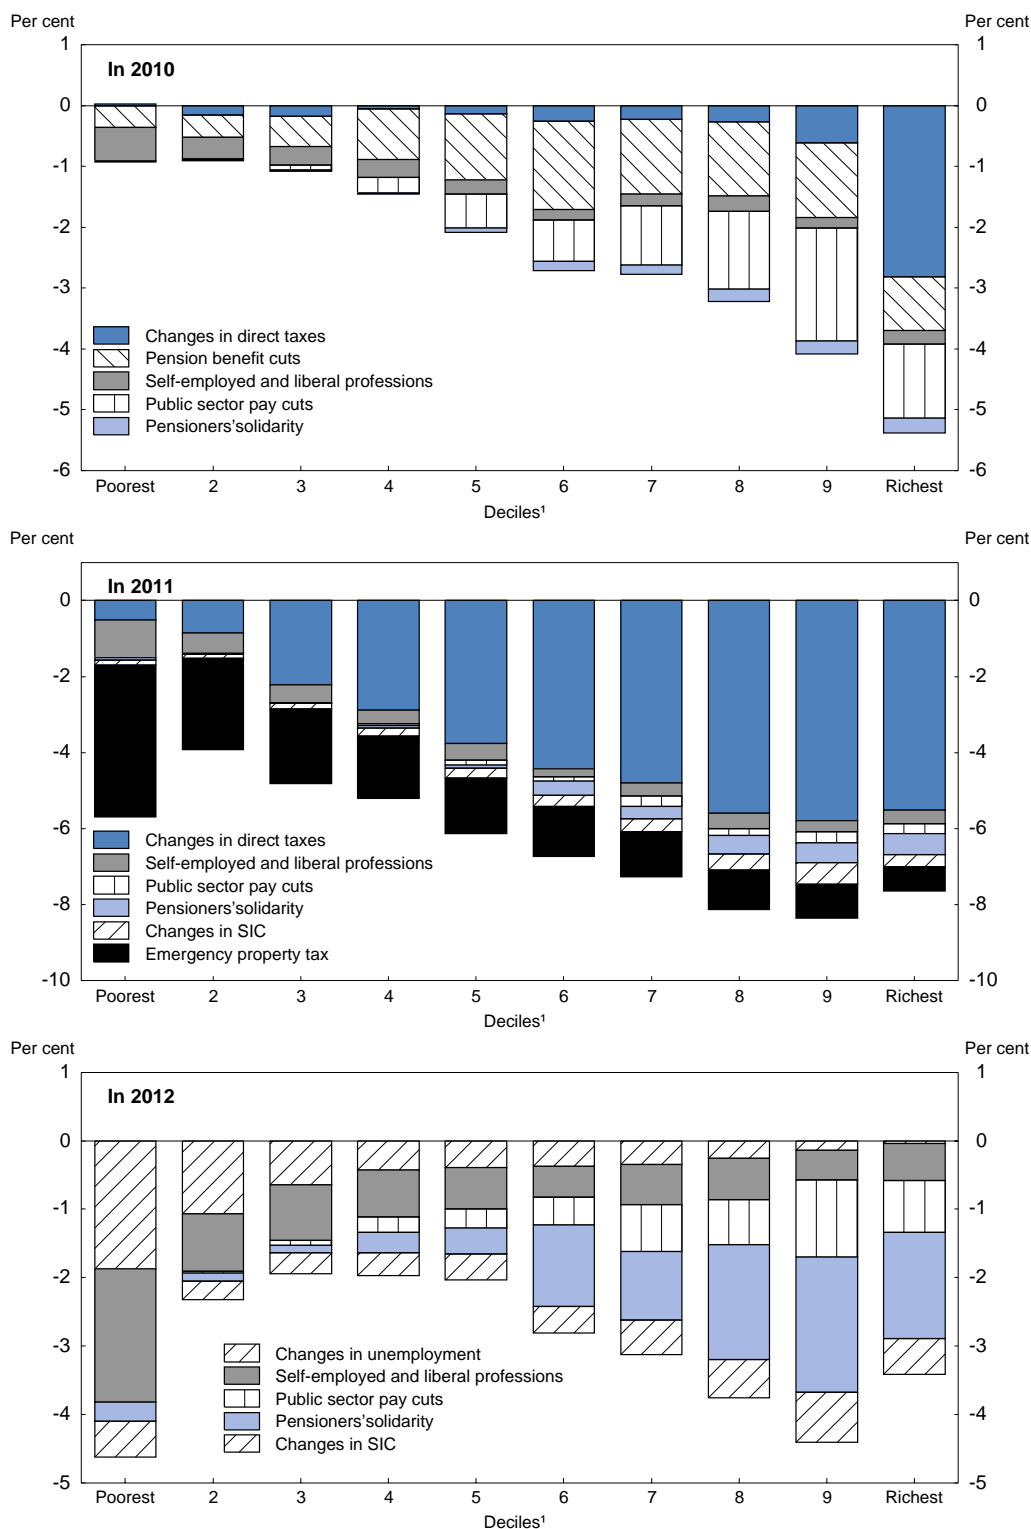 Per cent Per cent
1 1
In 2010
0 0
-1 -1
-2 -2
-3 -3
Changes in direct taxes
Pension benefit cuts
-4 -4
Self-employed and liberal professions
Public sector pay cuts
-5 -5
Pensioners'solidarity
-6 -6
Poorest 2 3 4 5 6 7 8 9 Richest
Deciles¹
Per cent Per cent
In 2011
0 0
-2 -2
-4 -4
-6 -6
Changes in direct taxes
Self-employed and liberal professions
Public sector pay cuts
-8 -8
Pensioners'solidarity
Changes in SIC
Emergency property tax
-10 -10
Poorest 2 3 4 5 6 7 8 9 Richest
Deciles¹
Per cent Per cent
1 1
In 2012
0 0
-1 -1
-2 -2
-3 -3
Changes in unemployment
Self-employed and liberal professions
Public sector pay cuts
-4 -4
Pensioners'solidarity
Changes in SIC
-5 -5
Poorest 2 3 4 5 6 7 8 9 Richest
Deciles¹